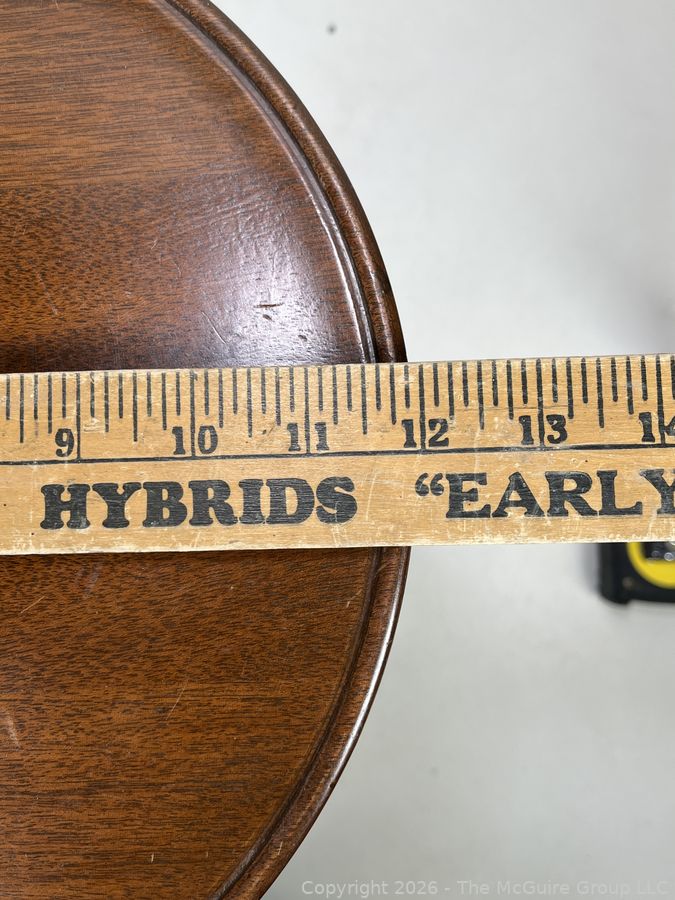 9 10 11 12 13 14
HYBRIDS "EARLY
Copyright 2026 - The McGuire Group LLC